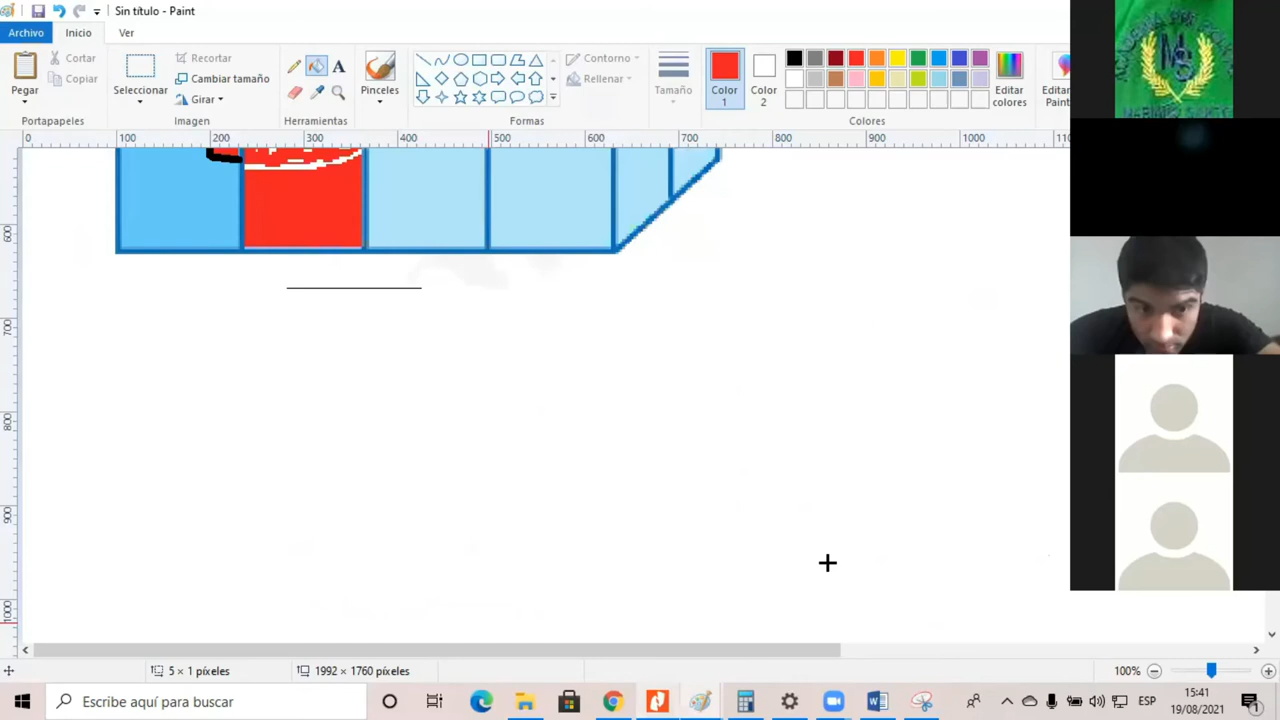 Sin título - Paint
Archivo Inicio Ver
Pegar
Cortar
Copiar
Portapapeles
Seleccionar
Recortar
Cambiar tamaño
Girar
Imagen
A
Herramientas
Pinceles
Contorno
Rellenar
Formas
Tamaño
Color 1
Color 2
Colores
Editar colores
Editar Paint
0 100 200 300 400 500 600 700 800 900 1000
600
700
800
900
1000
MS
5 × 1 píxeles
1992 × 1760 píxeles
100%
Escribe aquí para buscar
ESP
15:41
19/08/2021
1